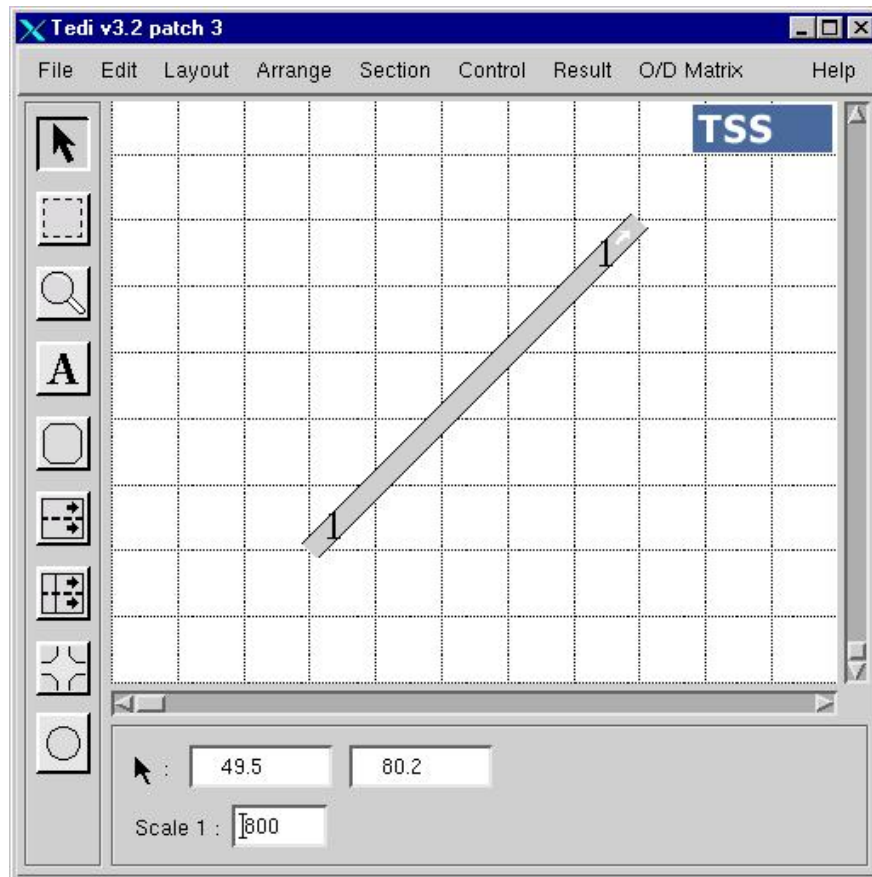 Tedi v3.2 patch 3
File Edit Layout Arrange Section Control Result O/D Matrix Help
TSS
1
A
1
: 49.5 80.2
Scale 1 : 800